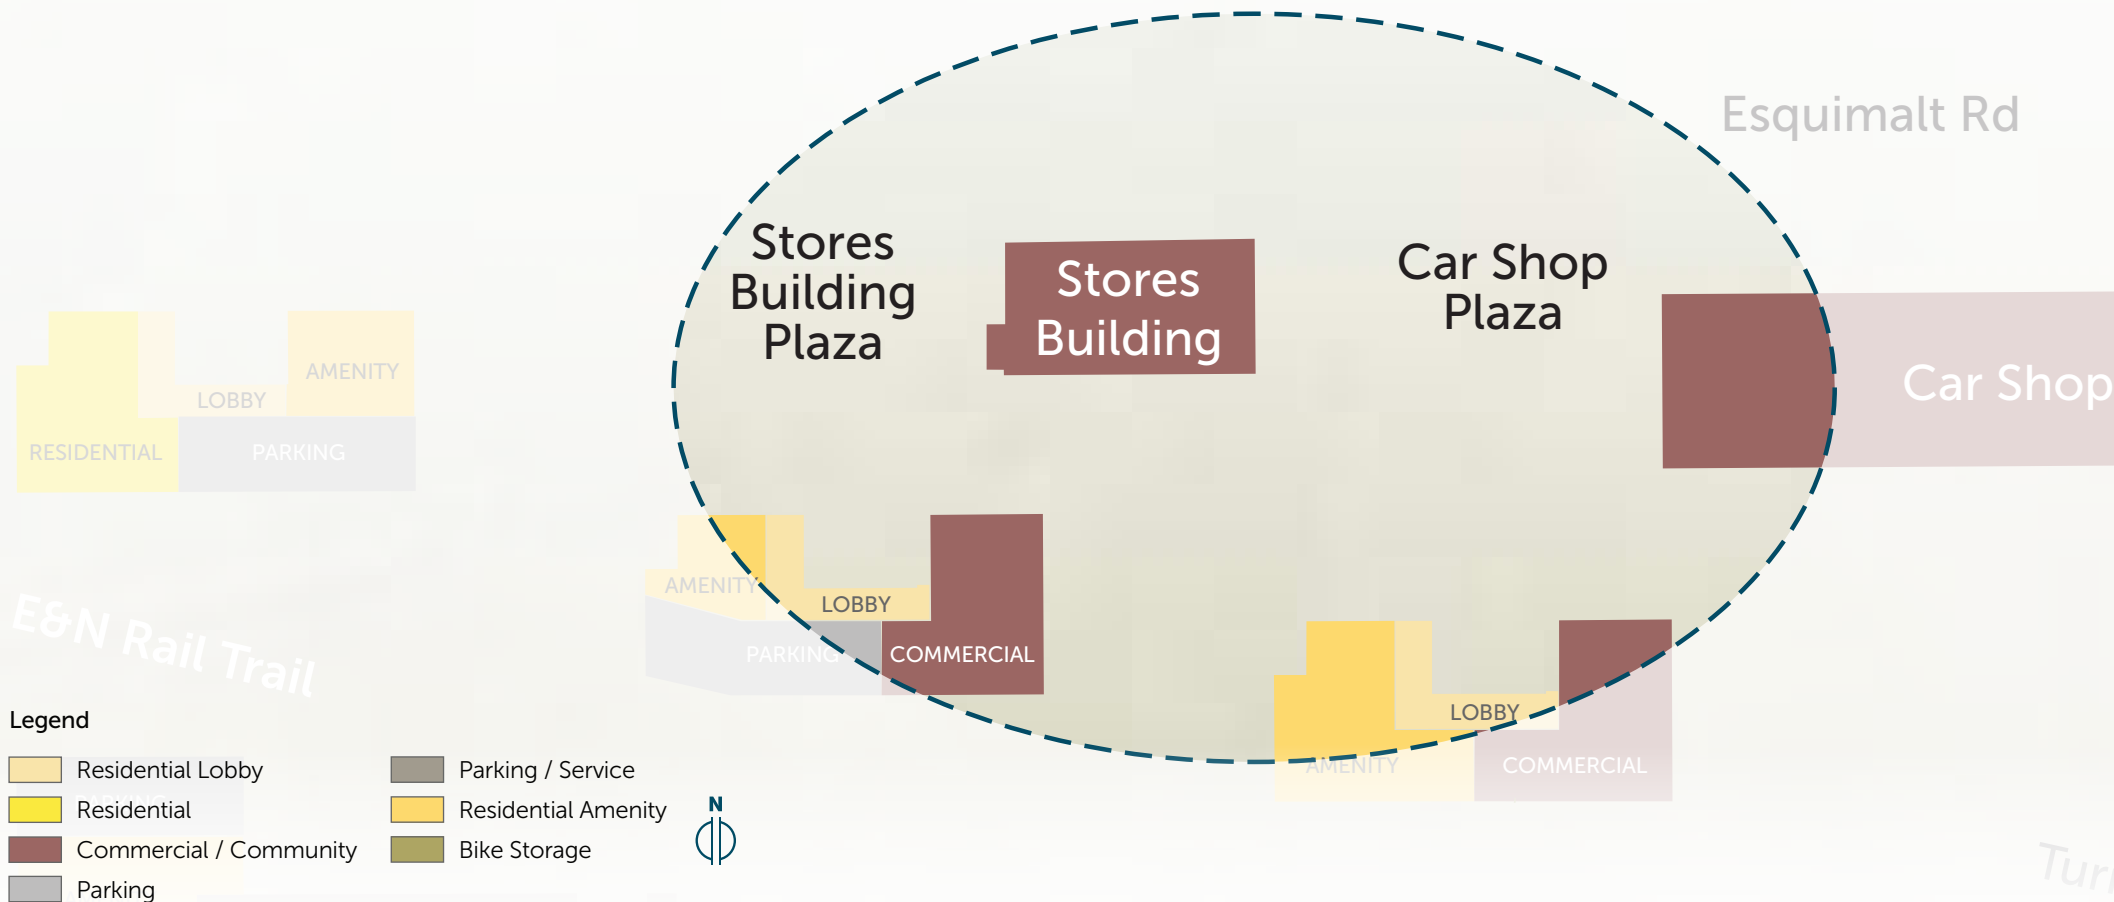 Esquimalt Rd
Stores
Building
Plaza
Stores
Building
Car Shop
Plaza
Car Shop
AMENITY
LOBBY
RESIDENTIAL
PARKING
AMENITY
LOBBY
PARKING
COMMERCIAL
E&N Rail Trail
LOBBY
AMENITY
COMMERCIAL
Legend
Residential Lobby
Residential
Commercial / Community
Parking
Parking / Service
Residential Amenity
Bike Storage
N
PARKING